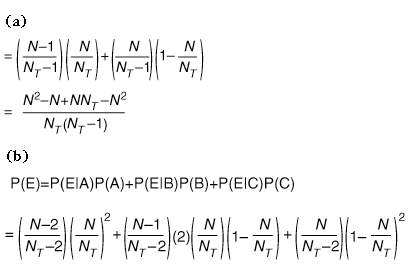 (a)
= ((N–1)/(N_T–1)) (N/N_T) + (N/(N_T–1)) (1– N/N_T)
= (N²–N+NN_T–N²)/(N_T(N_T–1))
(b)
P(E)=P(E|A)P(A)+P(E|B)P(B)+P(E|C)P(C)
= ((N–2)/(N_T–2)) (N/N_T)² + ((N–1)/(N_T–2)) (2) (N/N_T) (1– N/N_T) + (N/(N_T–2)) (1– N/N_T)²